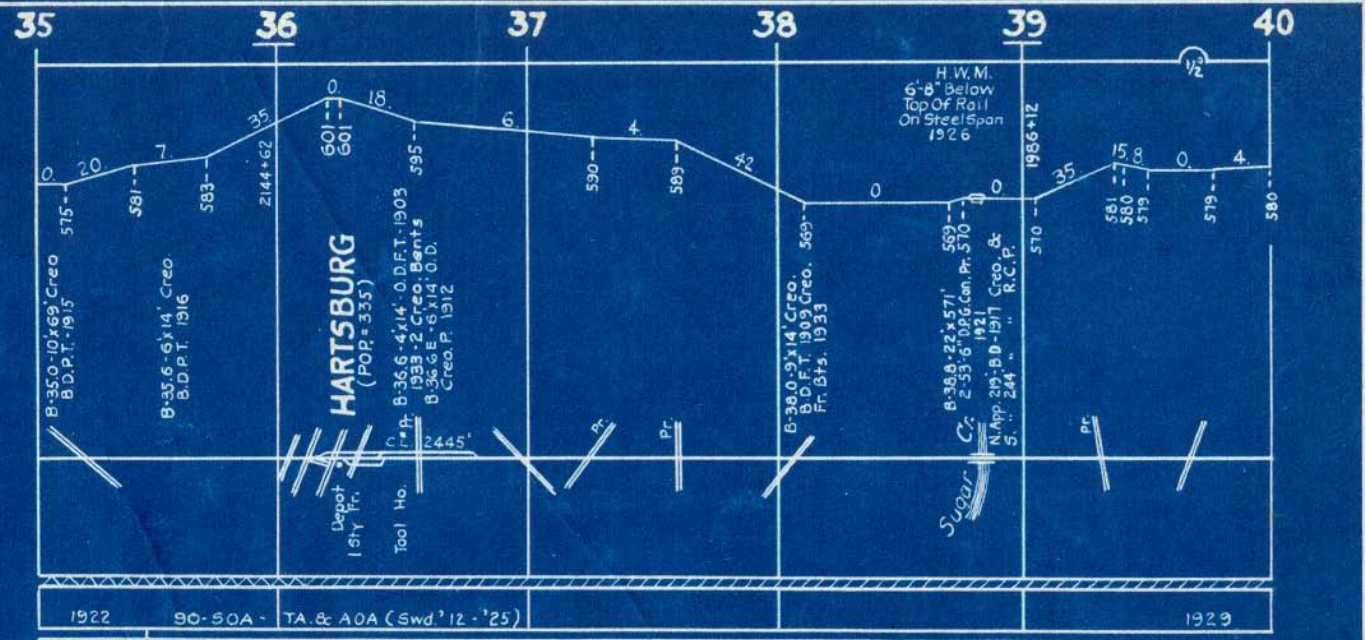 35 36 37 38 39 40
1/2°
H.W.M.
6'-8" Below
Top Of Rail
On Steel Span
1926
0. 20. 7. 35. 0. 18. 6. 4. 42 0 0 35. 15. 8. 0. 4.
575
581
583
2144+62
601
601
595
590
589
569
569
570
1986+12
570
581
580
579
579
580
B-35.0-10'x69' Creo
B.D.P.T.-1915
B-35.6-6'x14' Creo
B.D.P.T. 1916
HARTSBURG
(POP.=335)
B-36.6-4'x14'-O.D.F.T.-1903
1933-2 Creo. Bents
B-36.6 E-6'x14' O.D.
Creo. P. 1912
B-38.0-9'x14' Creo.
B.D.F.T. 1909 Creo.
Fr. Bts. 1933
B-38.8-22'x571'
2-53'-6" D.P.G. Con. Pr.
1921
N. App. 219'-B.D-1917 Creo. &
S. " 244' " " R.C.P.
Pr.
2445'
Pr.
Pr.
Pr.
Depot
1 Sty Fr.
Tool Ho.
Sugar Cr.
1922 90-SOA - TA. & AOA (Swd.'12-'25) 1929